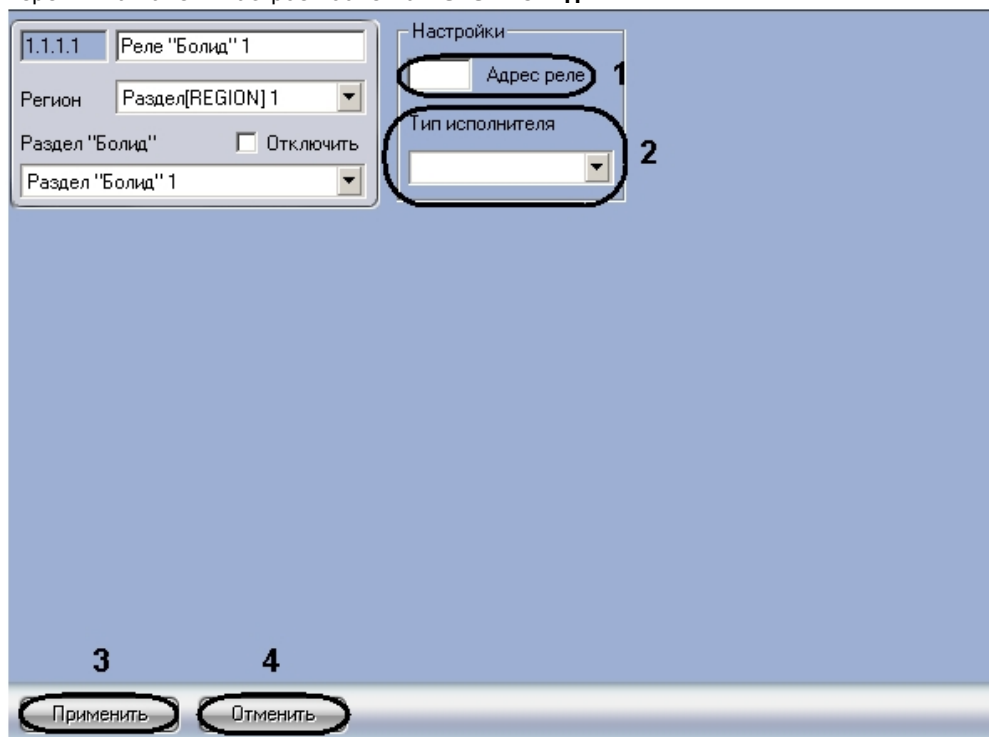 1.1.1.1 Реле "Болид" 1
Регион Раздел[REGION] 1
Раздел "Болид" Отключить
Раздел "Болид" 1
Настройки
Адрес реле 1
Тип исполнителя
2
3 4
Применить Отменить